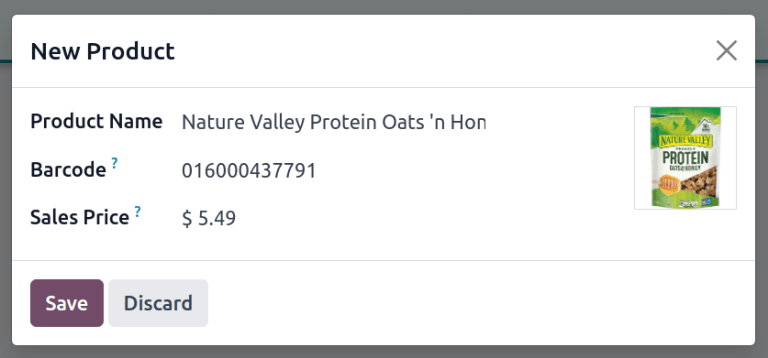 New Product
Product Name Nature Valley Protein Oats 'n Hon
Barcode ? 016000437791
Sales Price ? $ 5.49
NATURE VALLEY
GRANOLA
PROTEIN
OATS & HONEY
Save Discard